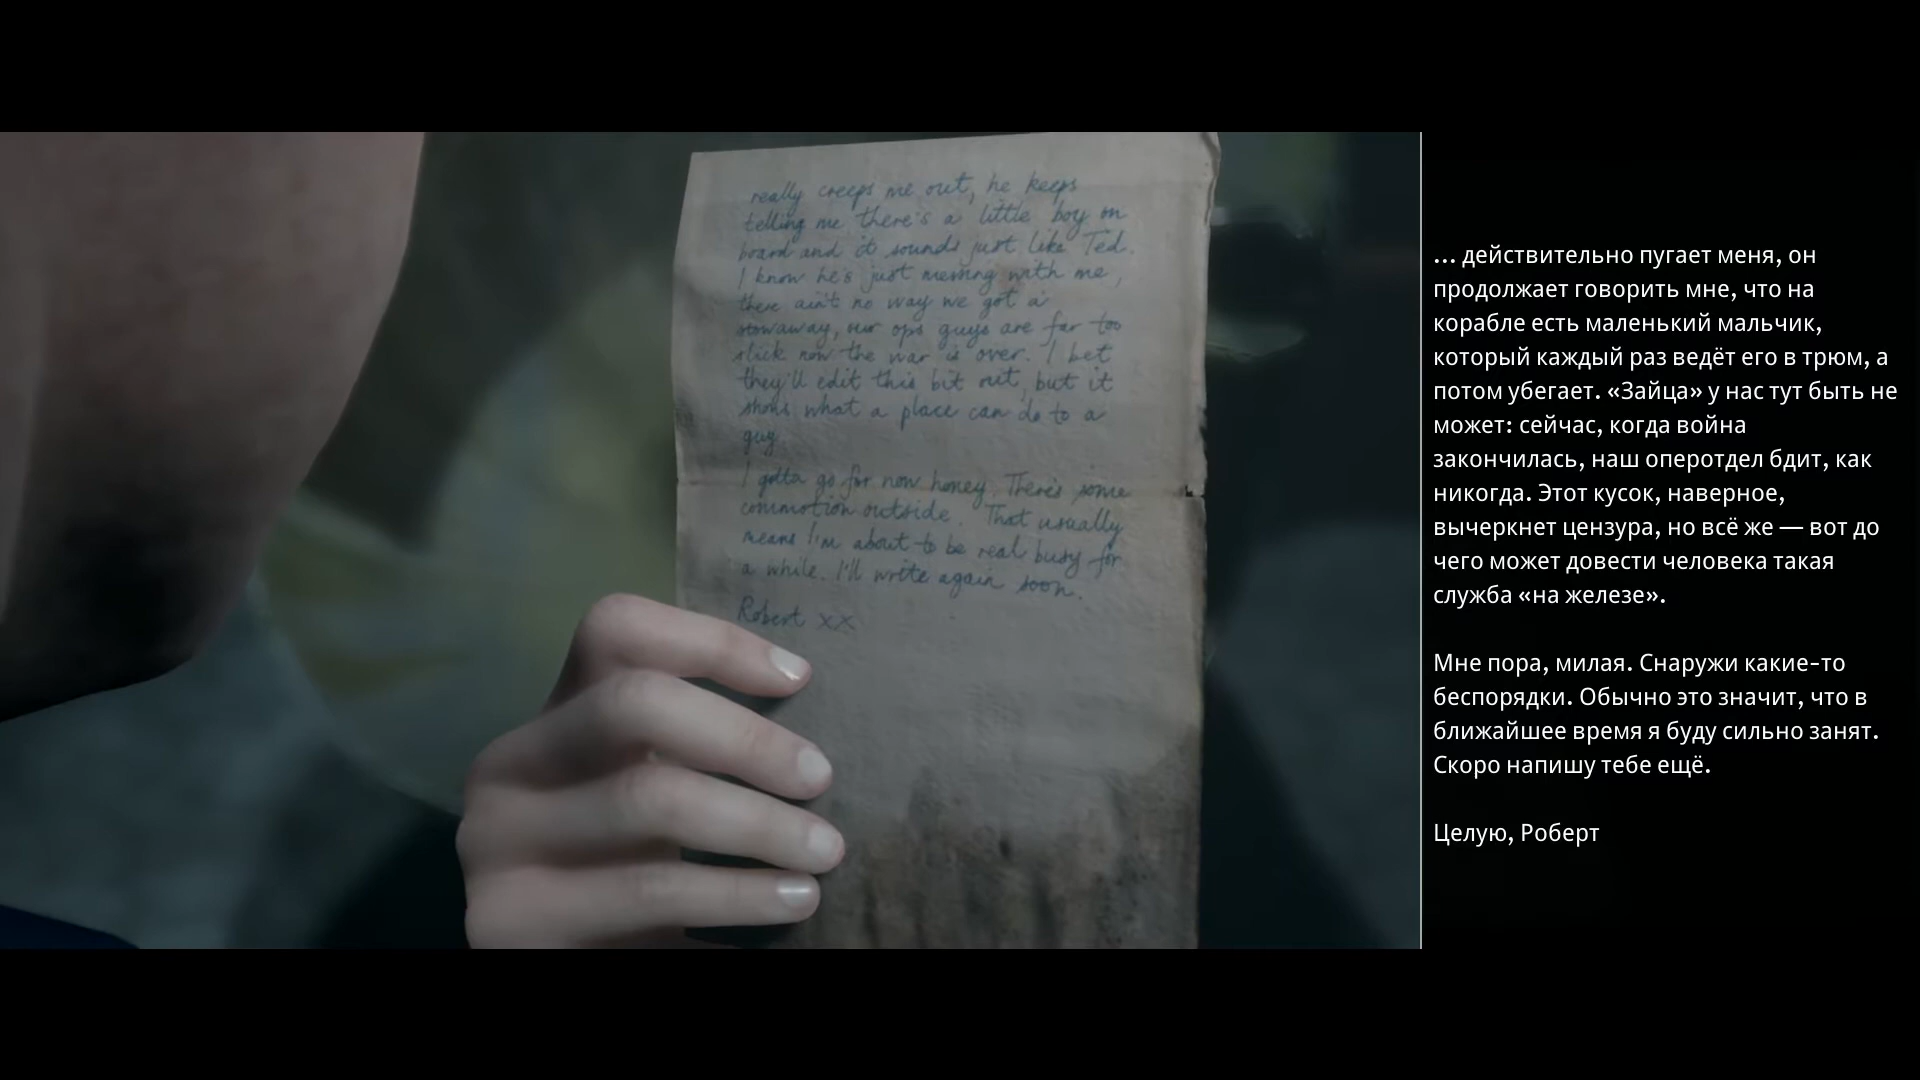 really creeps me out, he keeps
telling me there's a little boy on
board and it sounds just like Ted.
I know he's just messing with me,
there ain't no way we got a
stowaway, our ops guys are far too
slick now the war is over. I bet
they'll edit this bit out, but it
shows what a place can do to a
guy.
I gotta go for now honey. There's some
commotion outside. That usually
means I'm about to be real busy for
a while. I'll write again soon.
Robert xx
... действительно пугает меня, он
продолжает говорить мне, что на
корабле есть маленький мальчик,
который каждый раз ведёт его в трюм, а
потом убегает. «Зайца» у нас тут быть не
может: сейчас, когда война
закончилась, наш оперотдел бдит, как
никогда. Этот кусок, наверное,
вычеркнет цензура, но всё же — вот до
чего может довести человека такая
служба «на железе».
Мне пора, милая. Снаружи какие-то
беспорядки. Обычно это значит, что в
ближайшее время я буду сильно занят.
Скоро напишу тебе ещё.
Целую, Роберт